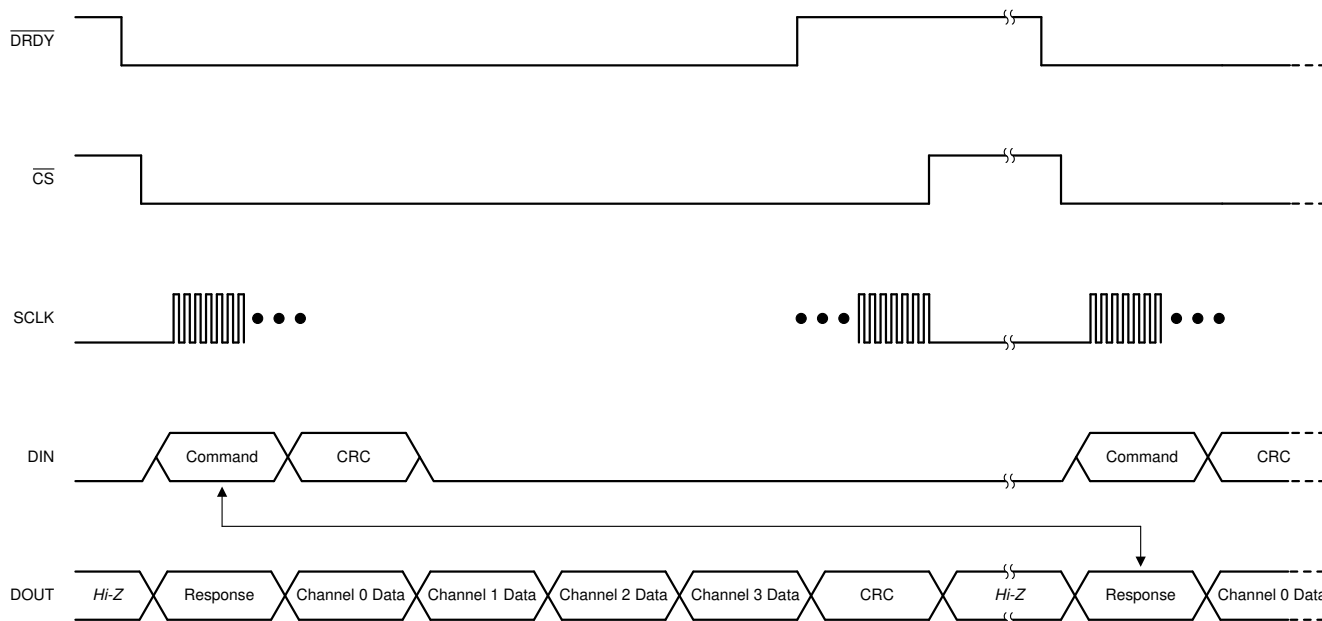 DRDY
CS
SCLK
DIN
Command
CRC
Command
CRC
DOUT
Hi-Z
Response
Channel 0 Data
Channel 1 Data
Channel 2 Data
Channel 3 Data
CRC
Hi-Z
Response
Channel 0 Data